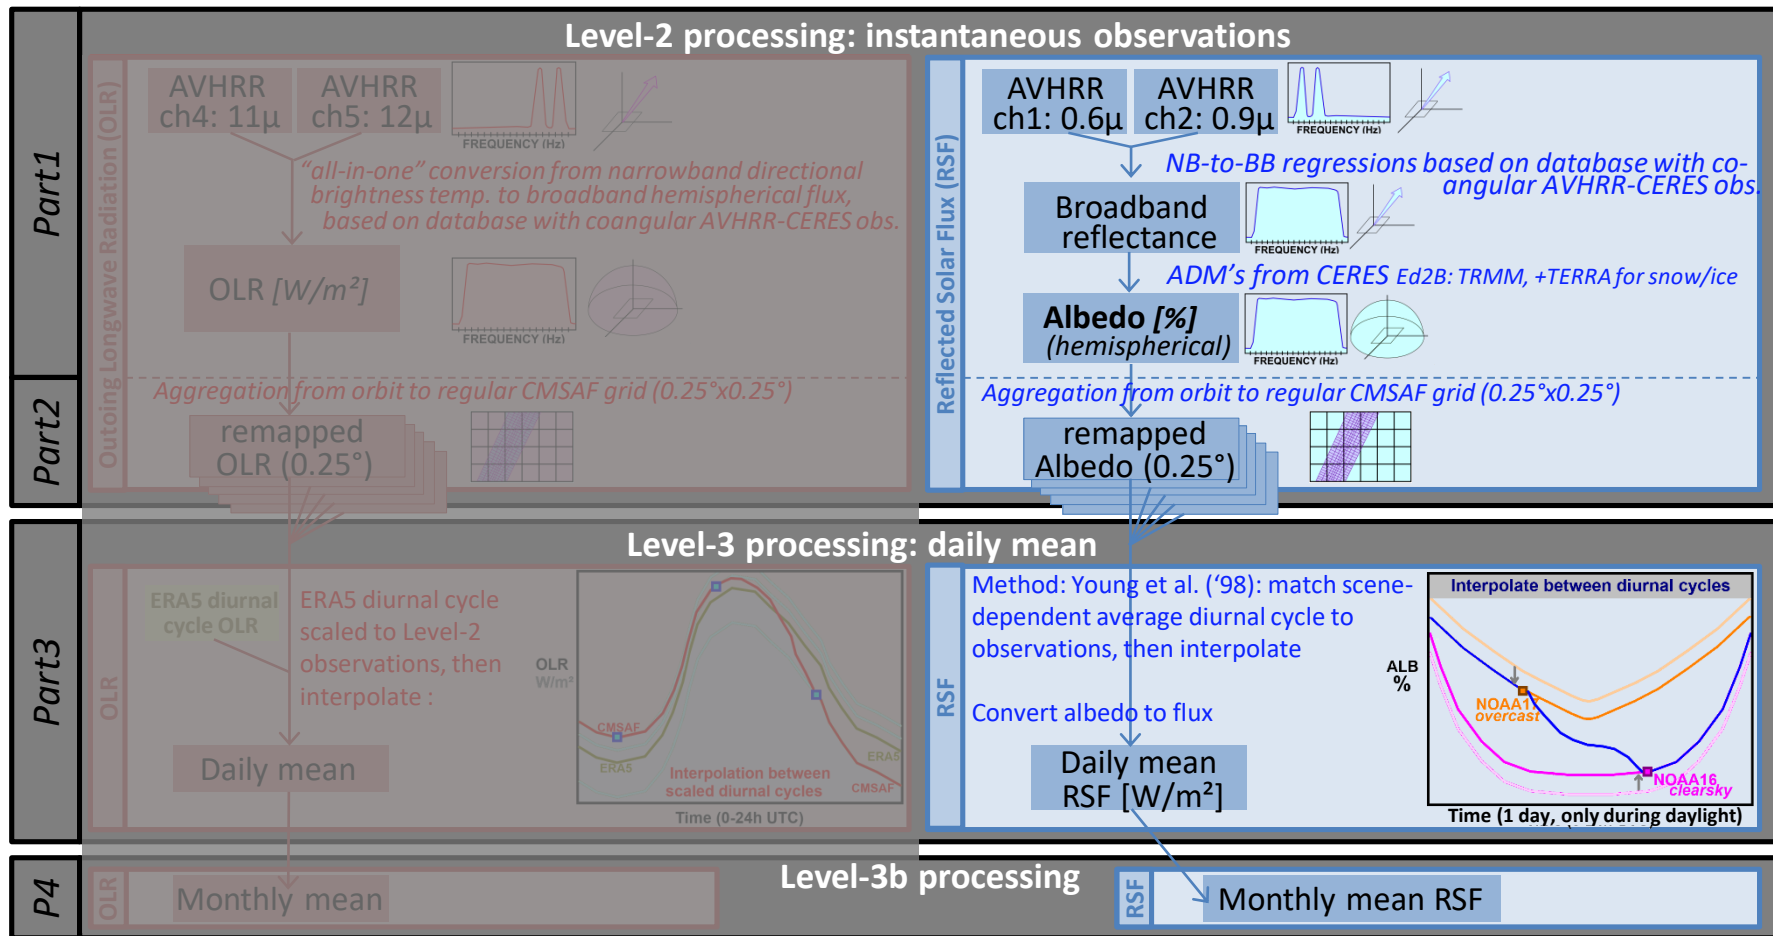 Level-2 processing: instantaneous observations
Part1
Outoing Longwave Radiation (OLR)
AVHRR
ch4: 11µ
AVHRR
ch5: 12µ
FREQUENCY (Hz)
“all-in-one” conversion from narrowband directional
brightness temp. to broadband hemispherical flux,
based on database with coangular AVHRR-CERES obs.
OLR [W/m²]
FREQUENCY (Hz)
Reflected Solar Flux (RSF)
AVHRR
ch1: 0.6µ
AVHRR
ch2: 0.9µ
FREQUENCY (Hz)
NB-to-BB regressions based on database with co-
angular AVHRR-CERES obs.
Broadband
reflectance
FREQUENCY (Hz)
ADM’s from CERES Ed2B: TRMM, +TERRA for snow/ice
Albedo [%]
(hemispherical)
FREQUENCY (Hz)
Part2
Aggregation from orbit to regular CMSAF grid (0.25°x0.25°)
remapped
OLR (0.25°)
Aggregation from orbit to regular CMSAF grid (0.25°x0.25°)
remapped
Albedo (0.25°)
Level-3 processing: daily mean
Part3
OLR
ERA5 diurnal
cycle OLR
ERA5 diurnal cycle
scaled to Level-2
observations, then
interpolate :
Daily mean
OLR
W/m²
CMSAF
ERA5
ERA5
CMSAF
Interpolation between
scaled diurnal cycles
Time (0-24h UTC)
RSF
Method: Young et al. (‘98): match scene-
dependent average diurnal cycle to
observations, then interpolate
Convert albedo to flux
Daily mean
RSF [W/m²]
Interpolate between diurnal cycles
ALB
%
NOAA17
overcast
NOAA16
clearsky
Time (1 day, only during daylight)
Level-3b processing
P4
OLR
Monthly mean
RSF
Monthly mean RSF